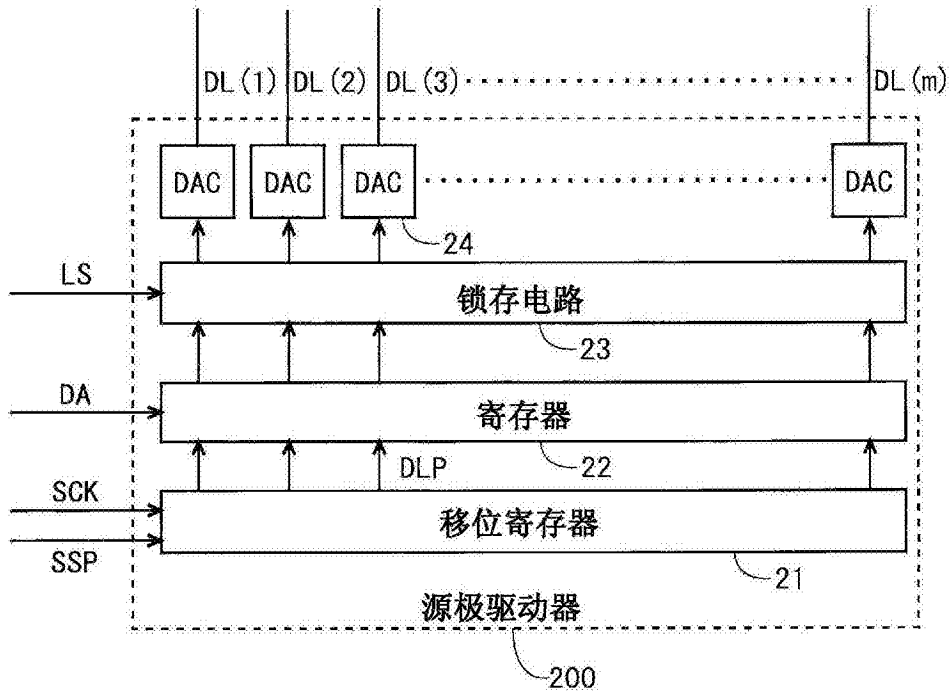 DL(1) DL(2) DL(3) DL(m)
DAC DAC DAC DAC
24
LS
锁存电路
23
DA
寄存器
22
DLP
SCK
移位寄存器
SSP
21
源极驱动器
200